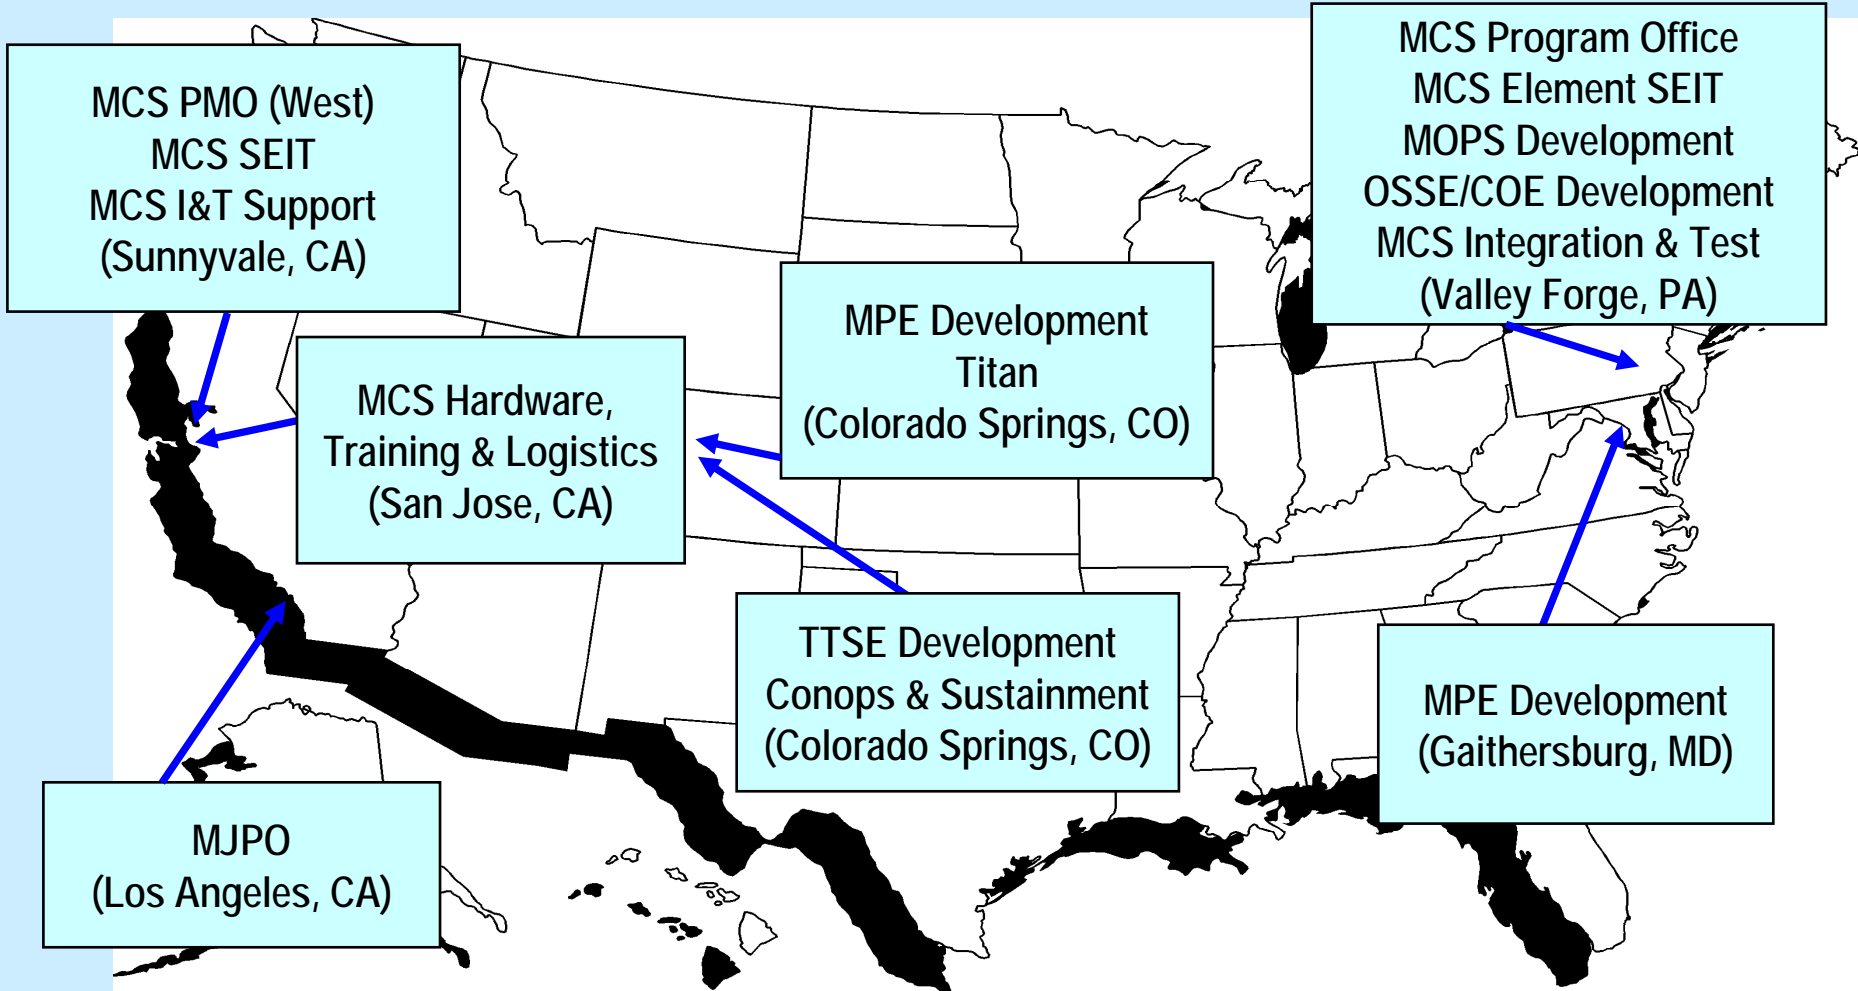 MCS PMO (West)
MCS SEIT
MCS I&T Support
(Sunnyvale, CA)
MCS Program Office
MCS Element SEIT
MOPS Development
OSSE/COE Development
MCS Integration & Test
(Valley Forge, PA)
MPE Development
Titan
(Colorado Springs, CO)
MCS Hardware,
Training & Logistics
(San Jose, CA)
TTSE Development
Conops & Sustainment
(Colorado Springs, CO)
MPE Development
(Gaithersburg, MD)
MJPO
(Los Angeles, CA)